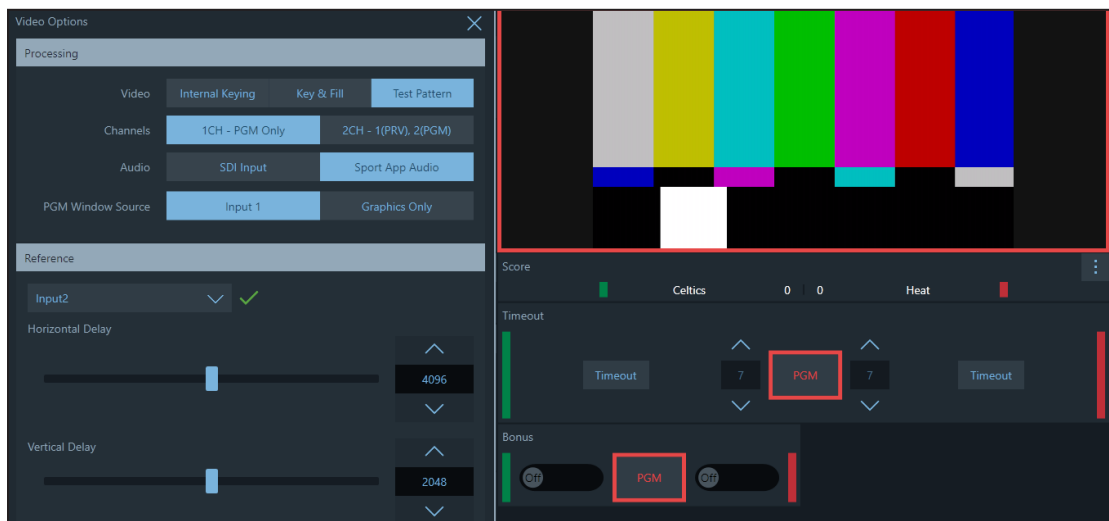 Video Options
Processing
Video Internal Keying Key & Fill Test Pattern
Channels 1CH - PGM Only 2CH - 1(PRV), 2(PGM)
Audio SDI Input Sport App Audio
PGM Window Source Input 1 Graphics Only
Reference
Input2
Horizontal Delay
4096
Vertical Delay
2048
Score
Celtics 0 0 Heat
Timeout
Timeout 7 PGM 7 Timeout
Bonus
Off PGM Off